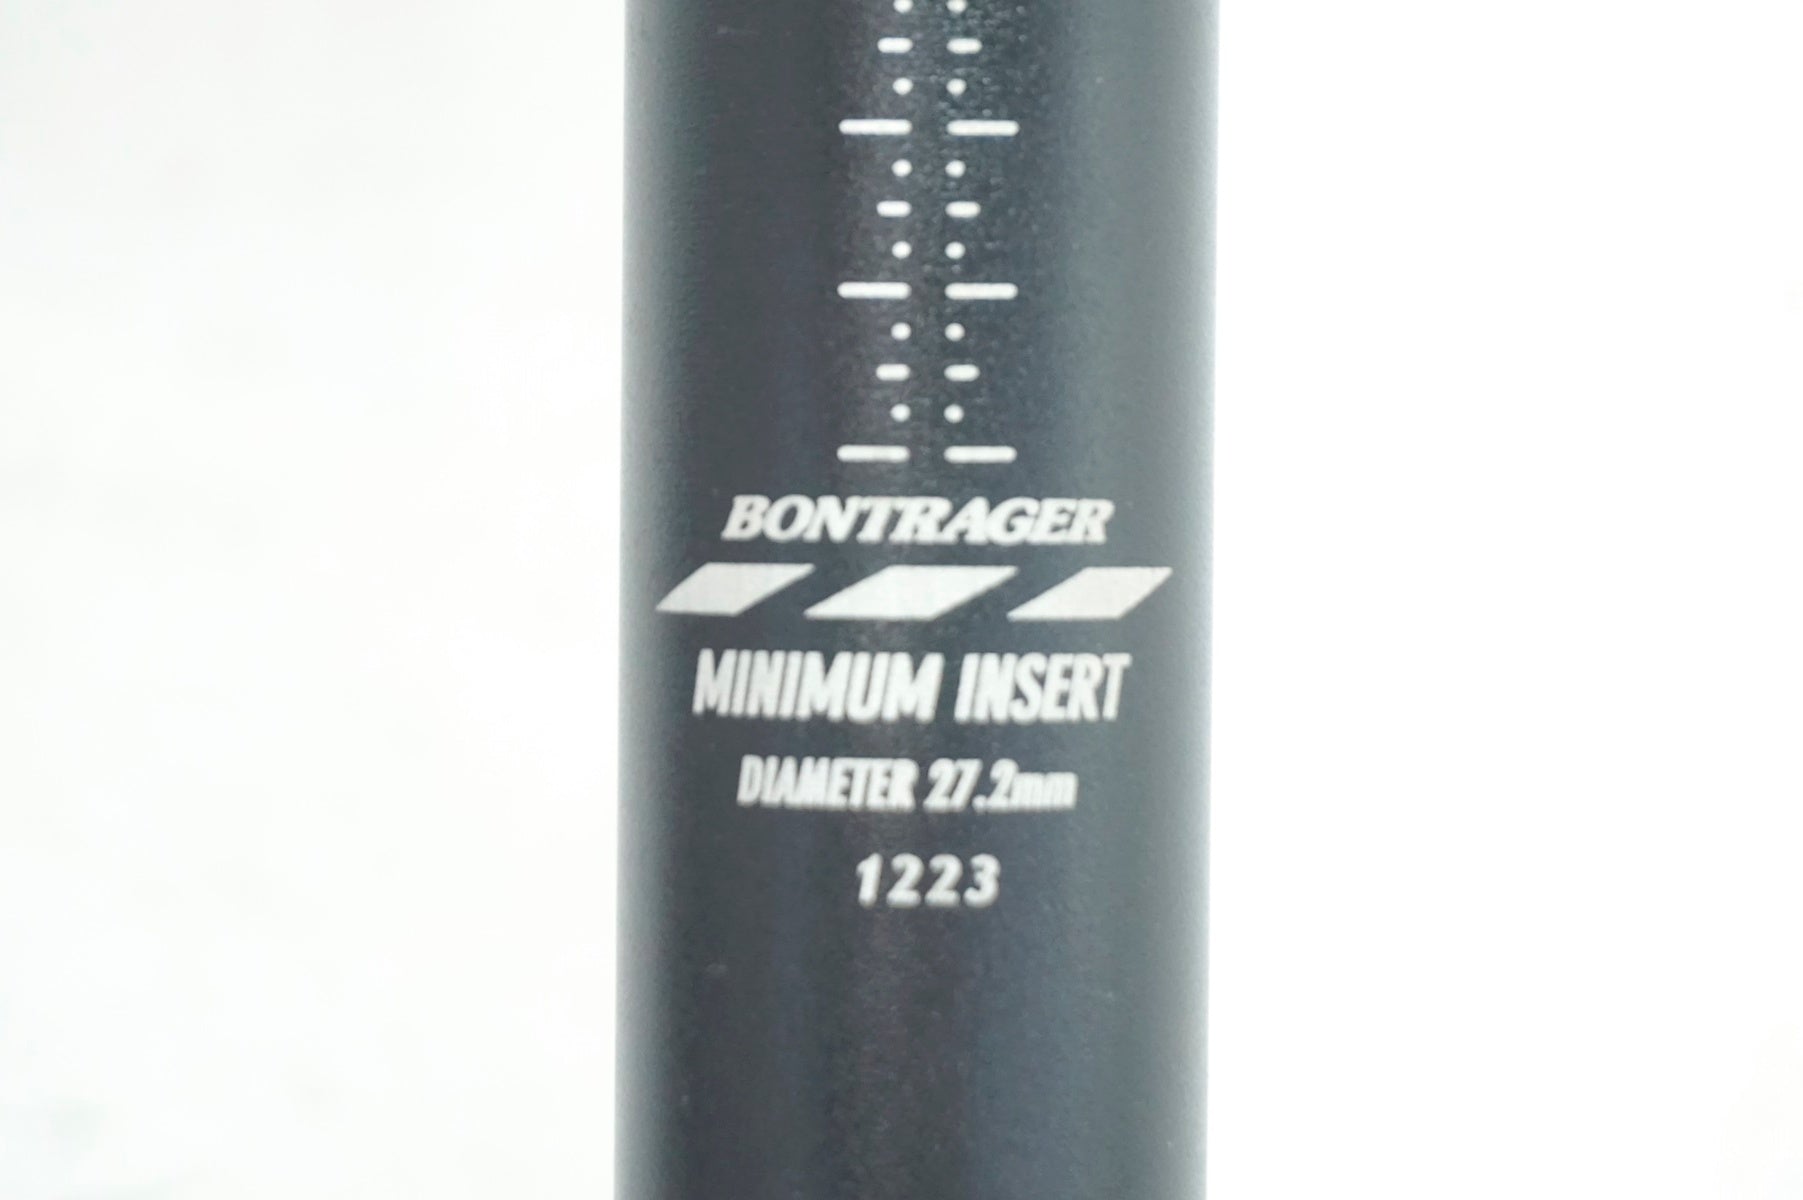 BONTRAGER
MINIMUM INSERT
DIAMETER 27.2mm
1223